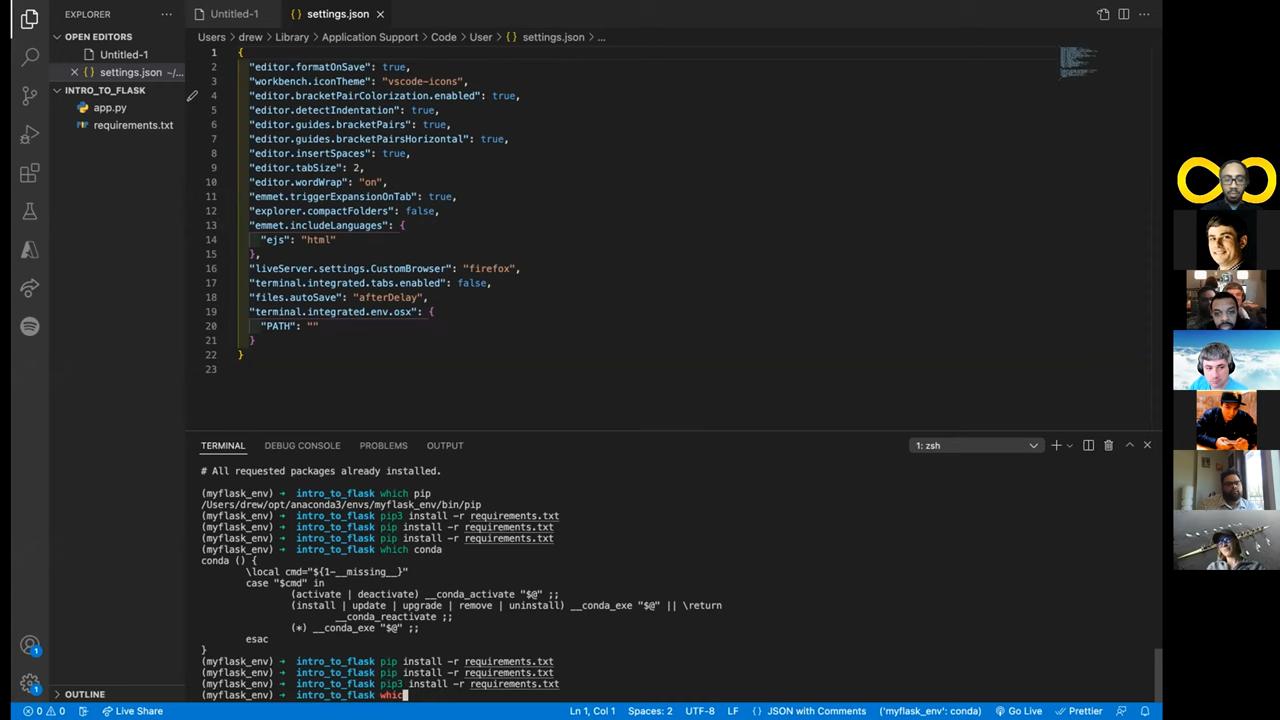 EXPLORER
OPEN EDITORS
Untitled-1
settings.json ~/...
INTRO_TO_FLASK
app.py
requirements.txt
OUTLINE
Untitled-1
settings.json
Users > drew > Library > Application Support > Code > User > {} settings.json > ...
1 {
2 "editor.formatOnSave": true,
3 "workbench.iconTheme": "vscode-icons",
4 "editor.bracketPairColorization.enabled": true,
5 "editor.detectIndentation": true,
6 "editor.guides.bracketPairs": true,
7 "editor.guides.bracketPairsHorizontal": true,
8 "editor.insertSpaces": true,
9 "editor.tabSize": 2,
10 "editor.wordWrap": "on",
11 "emmet.triggerExpansionOnTab": true,
12 "explorer.compactFolders": false,
13 "emmet.includeLanguages": {
14 "ejs": "html"
15 },
16 "liveServer.settings.CustomBrowser": "firefox",
17 "terminal.integrated.tabs.enabled": false,
18 "files.autoSave": "afterDelay",
19 "terminal.integrated.env.osx": {
20 "PATH": ""
21 }
22 }
23
TERMINAL DEBUG CONSOLE PROBLEMS OUTPUT 1: zsh
# All requested packages already installed.
(myflask_env) → intro_to_flask which pip
/Users/drew/opt/anaconda3/envs/myflask_env/bin/pip
(myflask_env) → intro_to_flask pip3 install -r requirements.txt
(myflask_env) → intro_to_flask pip install -r requirements.txt
(myflask_env) → intro_to_flask pip install -r requirements.txt
(myflask_env) → intro_to_flask which conda
conda () {
\local cmd="${1-__missing__}"
case "$cmd" in
(activate | deactivate) __conda_activate "$@" ;;
(install | update | upgrade | remove | uninstall) __conda_exe "$@" || \return
__conda_reactivate ;;
(*) __conda_exe "$@" ;;
esac
}
(myflask_env) → intro_to_flask pip install -r requirements.txt
(myflask_env) → intro_to_flask pip install -r requirements.txt
(myflask_env) → intro_to_flask pip3 install -r requirements.txt
(myflask_env) → intro_to_flask whic
0 0 Live Share Ln 1, Col 1 Spaces: 2 UTF-8 LF {} JSON with Comments ('myflask_env': conda) Go Live Prettier